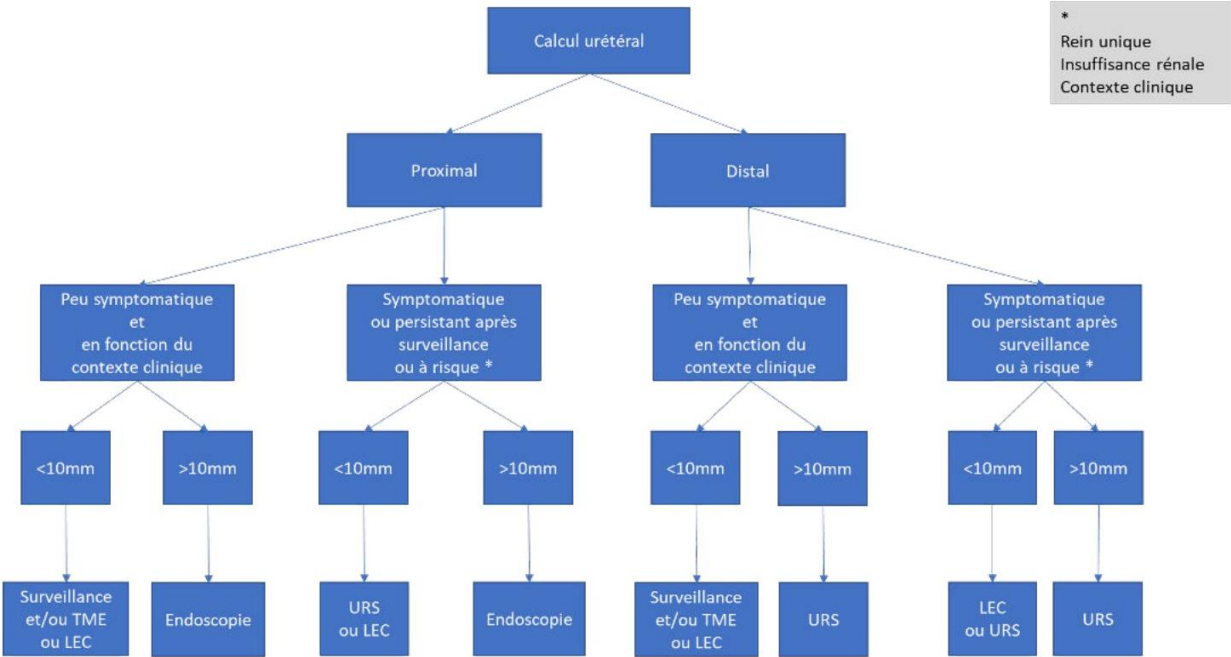 Calcul urétéral
*
Rein unique
Insuffisance rénale
Contexte clinique
Proximal
Distal
Peu symptomatique
et
en fonction du
contexte clinique
Symptomatique
ou persistant après
surveillance
ou à risque *
Peu symptomatique
et
en fonction du
contexte clinique
Symptomatique
ou persistant après
surveillance
ou à risque *
<10mm
>10mm
<10mm
>10mm
<10mm
>10mm
<10mm
>10mm
Surveillance
et/ou TME
ou LEC
Endoscopie
URS
ou LEC
Endoscopie
Surveillance
et/ou TME
ou LEC
URS
LEC
ou URS
URS